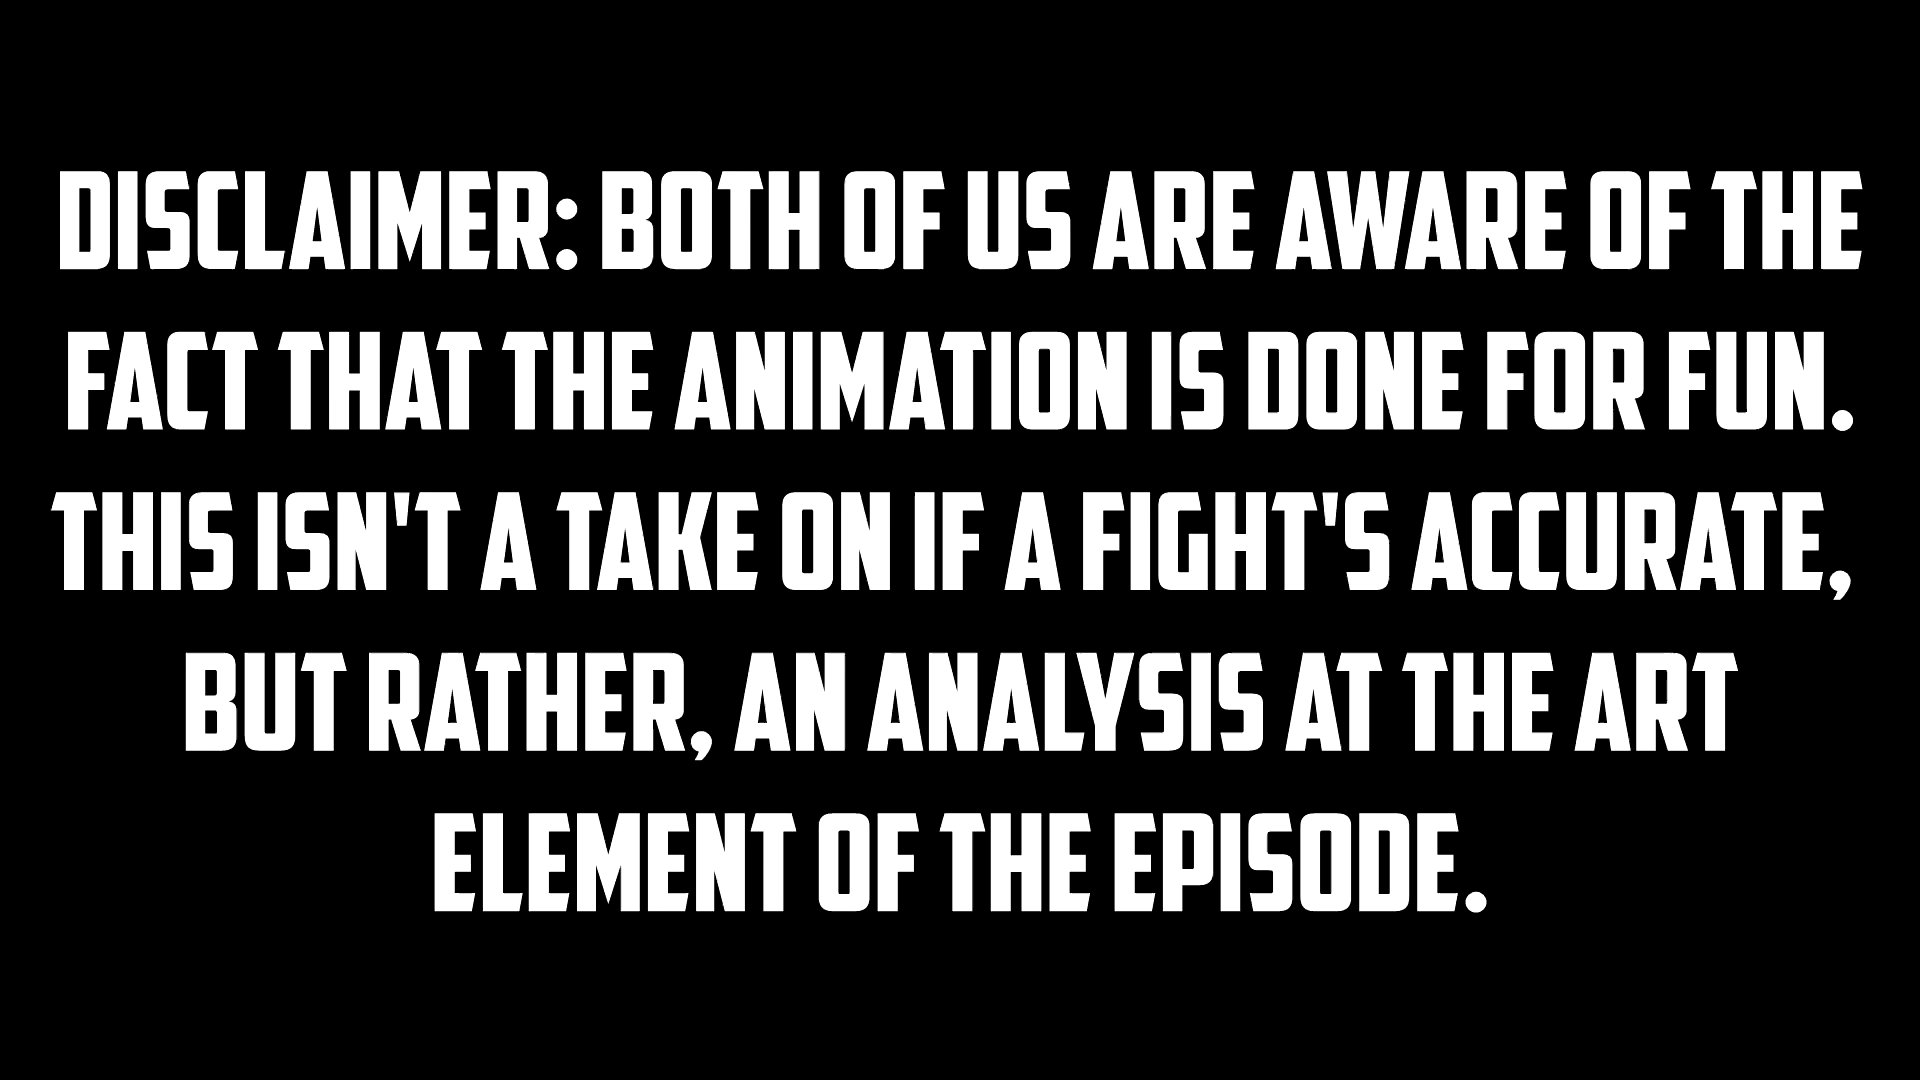 DISCLAIMER: BOTH OF US ARE AWARE OF THE
FACT THAT THE ANIMATION IS DONE FOR FUN.
THIS ISN'T A TAKE ON IF A FIGHT'S ACCURATE,
BUT RATHER, AN ANALYSIS AT THE ART
ELEMENT OF THE EPISODE.